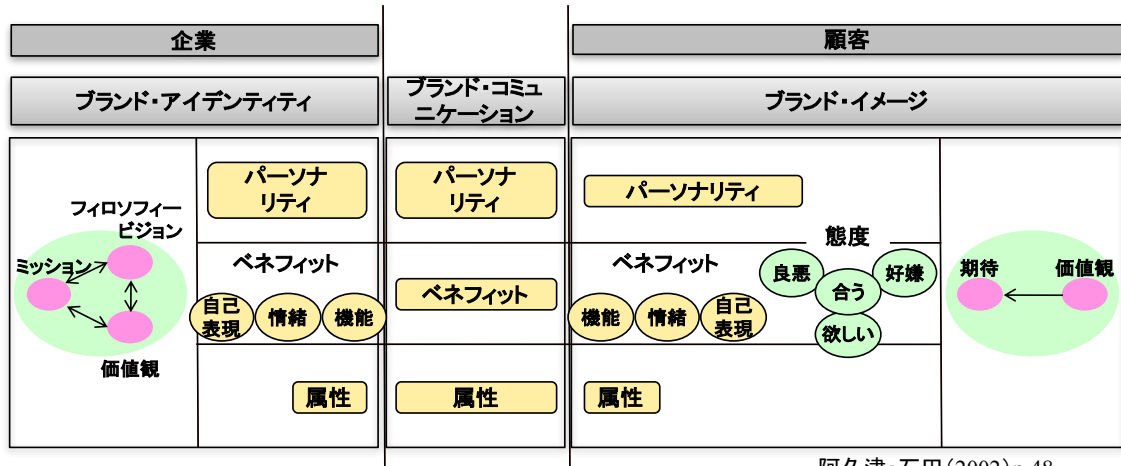 企業
顧客
ブランド・アイデンティティ
ブランド・コミュ
ニケーション
ブランド・イメージ
フィロソフィー
ビジョン
ミッション
価値観
パーソナ
リティ
ベネフィット
自己
表現
情緒
機能
属性
パーソナ
リティ
ベネフィット
属性
パーソナリティ
ベネフィット
機能
情緒
自己
表現
属性
態度
良悪
合う
好嫌
欲しい
期待
価値観
阿久津・石田(2002)p.48